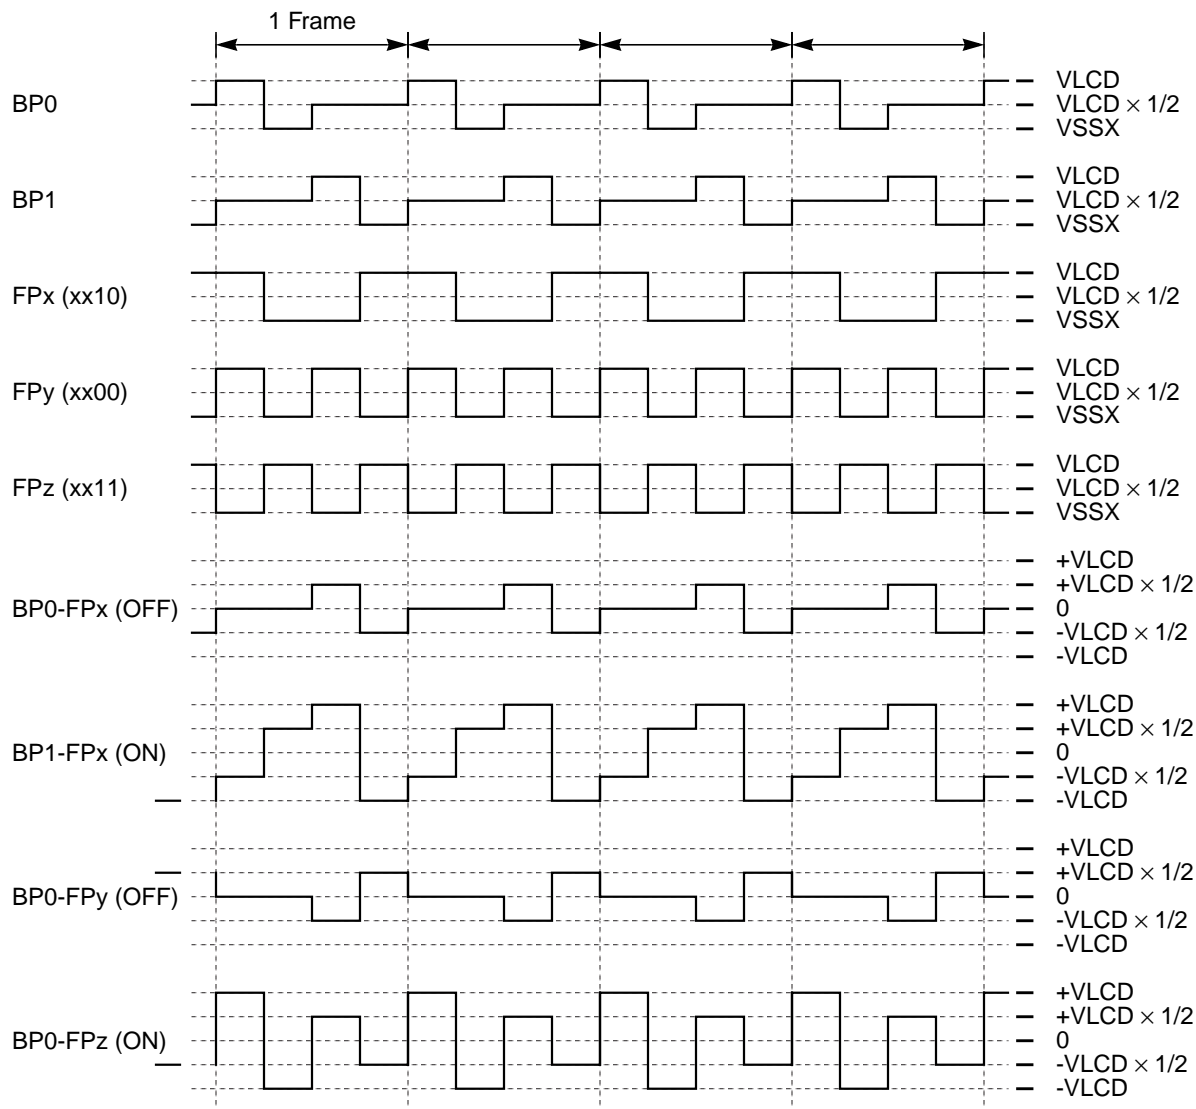 1 Frame
BP0
VLCD
VLCD × 1/2
VSSX
BP1
VLCD
VLCD × 1/2
VSSX
FPx (xx10)
VLCD
VLCD × 1/2
VSSX
FPy (xx00)
VLCD
VLCD × 1/2
VSSX
FPz (xx11)
VLCD
VLCD × 1/2
VSSX
BP0-FPx (OFF)
+VLCD
+VLCD × 1/2
0
-VLCD × 1/2
-VLCD
BP1-FPx (ON)
+VLCD
+VLCD × 1/2
0
-VLCD × 1/2
-VLCD
BP0-FPy (OFF)
+VLCD
+VLCD × 1/2
0
-VLCD × 1/2
-VLCD
BP0-FPz (ON)
+VLCD
+VLCD × 1/2
0
-VLCD × 1/2
-VLCD